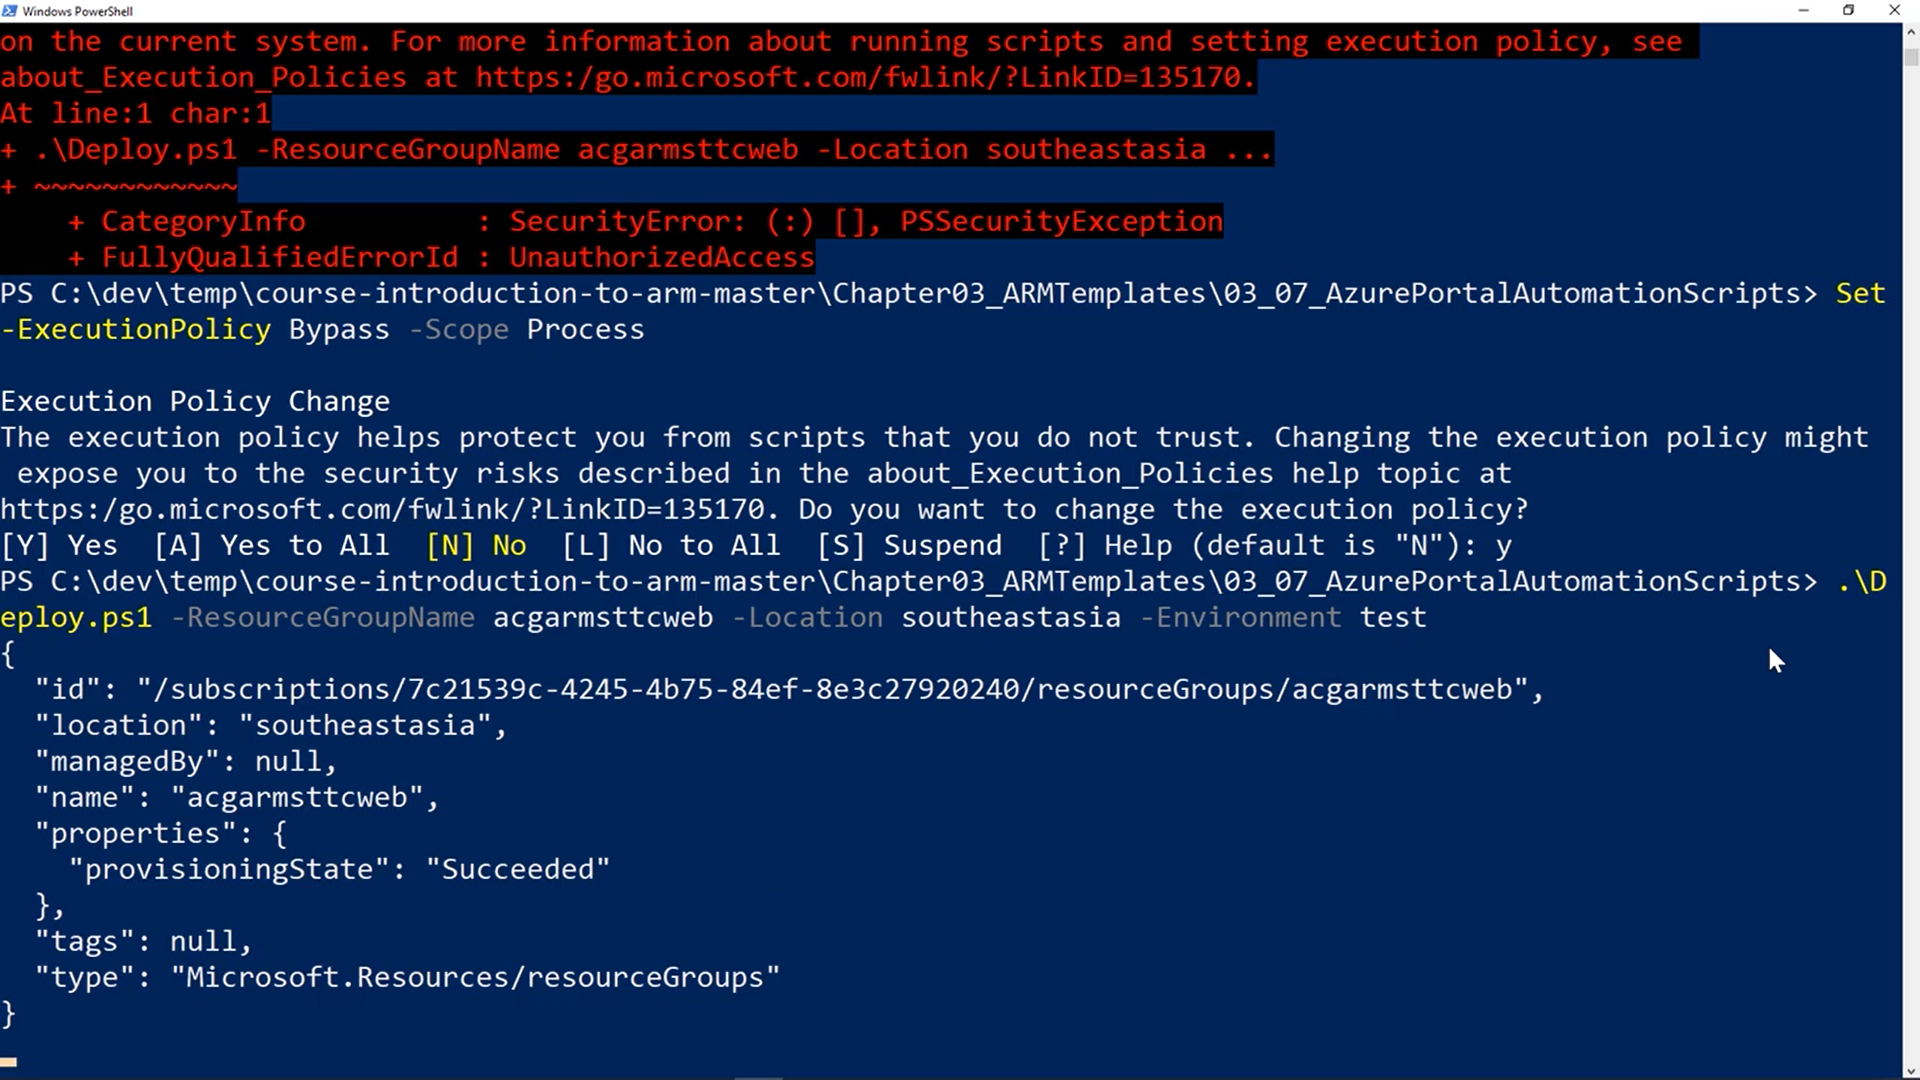 Windows PowerShell
on the current system. For more information about running scripts and setting execution policy, see
about_Execution_Policies at https:/go.microsoft.com/fwlink/?LinkID=135170.
At line:1 char:1
+ .\Deploy.ps1 -ResourceGroupName acgarmsttcweb -Location southeastasia ...
+ ~~~~~~~~~~~~
+ CategoryInfo : SecurityError: (:) [], PSSecurityException
+ FullyQualifiedErrorId : UnauthorizedAccess
PS C:\dev\temp\course-introduction-to-arm-master\Chapter03_ARMTemplates\03_07_AzurePortalAutomationScripts> Set
-ExecutionPolicy Bypass -Scope Process
Execution Policy Change
The execution policy helps protect you from scripts that you do not trust. Changing the execution policy might
expose you to the security risks described in the about_Execution_Policies help topic at
https:/go.microsoft.com/fwlink/?LinkID=135170. Do you want to change the execution policy?
[Y] Yes [A] Yes to All [N] No [L] No to All [S] Suspend [?] Help (default is "N"): y
PS C:\dev\temp\course-introduction-to-arm-master\Chapter03_ARMTemplates\03_07_AzurePortalAutomationScripts> .\D
eploy.ps1 -ResourceGroupName acgarmsttcweb -Location southeastasia -Environment test
{
"id": "/subscriptions/7c21539c-4245-4b75-84ef-8e3c27920240/resourceGroups/acgarmsttcweb",
"location": "southeastasia",
"managedBy": null,
"name": "acgarmsttcweb",
"properties": {
"provisioningState": "Succeeded"
},
"tags": null,
"type": "Microsoft.Resources/resourceGroups"
}